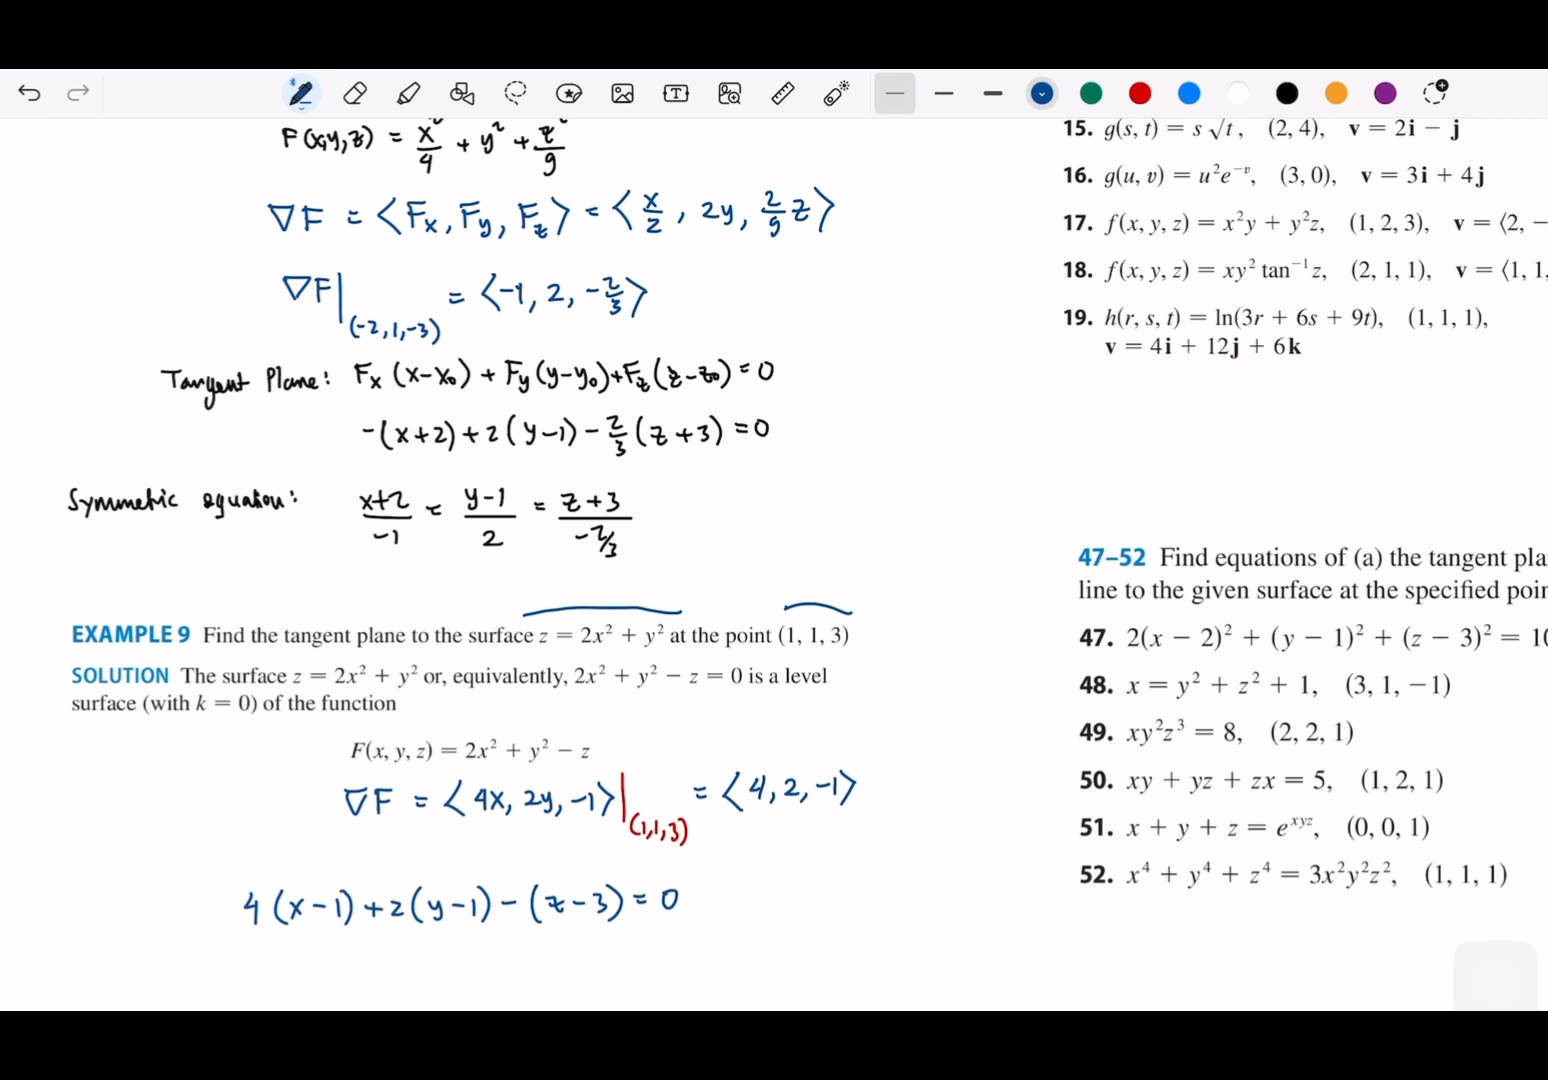 F(x,y,z) = x²/4 + y² + z²/9
∇F = ⟨Fx, Fy, Fz⟩ = ⟨x/2, 2y, 2/9 z⟩
∇F|(-2,1,-3) = ⟨-1, 2, -2/3⟩
Tangent Plane: Fx (x-x₀) + Fy (y-y₀)+Fz (z-z₀) = 0
-(x+2)+2(y-1)-2/3(z+3)=0
Symmetric equation: x+2/-1 = y-1/2 = z+3/-2/3
EXAMPLE 9 Find the tangent plane to the surface z = 2x² + y² at the point (1, 1, 3)
SOLUTION The surface z = 2x² + y² or, equivalently, 2x² + y² − z = 0 is a level
surface (with k = 0) of the function
F(x, y, z) = 2x² + y² − z
∇F = ⟨4x, 2y, -1⟩|(1,1,3) = ⟨4, 2, -1⟩
4(x-1)+2(y-1)-(z-3)=0
15. g(s, t) = s √t, (2, 4), v = 2i − j
16. g(u, v) = u²e⁻ᵛ, (3, 0), v = 3i + 4j
17. f(x, y, z) = x²y + y²z, (1, 2, 3), v = ⟨2, −
18. f(x, y, z) = xy² tan⁻¹z, (2, 1, 1), v = ⟨1, 1,
19. h(r, s, t) = ln(3r + 6s + 9t), (1, 1, 1),
v = 4i + 12j + 6k
47–52 Find equations of (a) the tangent pla
line to the given surface at the specified poin
47. 2(x − 2)² + (y − 1)² + (z − 3)² = 10
48. x = y² + z² + 1, (3, 1, −1)
49. xy²z³ = 8, (2, 2, 1)
50. xy + yz + zx = 5, (1, 2, 1)
51. x + y + z = eˣʸᶻ, (0, 0, 1)
52. x⁴ + y⁴ + z⁴ = 3x²y²z², (1, 1, 1)